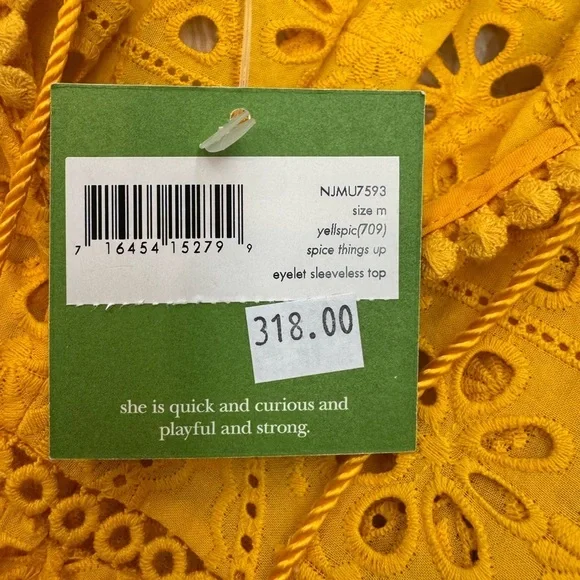 NJMU7593
size m
yellspic(709)
spice things up
eyelet sleeveless top
7 16454 15279 9
318.00
she is quick and curious and
playful and strong.